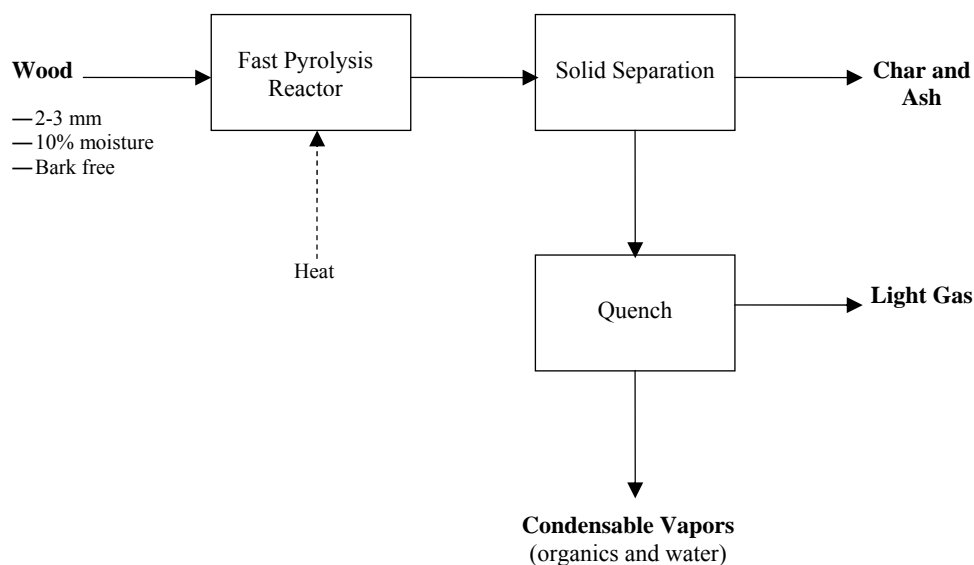 Wood
— 2-3 mm
— 10% moisture
— Bark free
Fast Pyrolysis
Reactor
Heat
Solid Separation
Char and
Ash
Quench
Light Gas
Condensable Vapors
(organics and water)